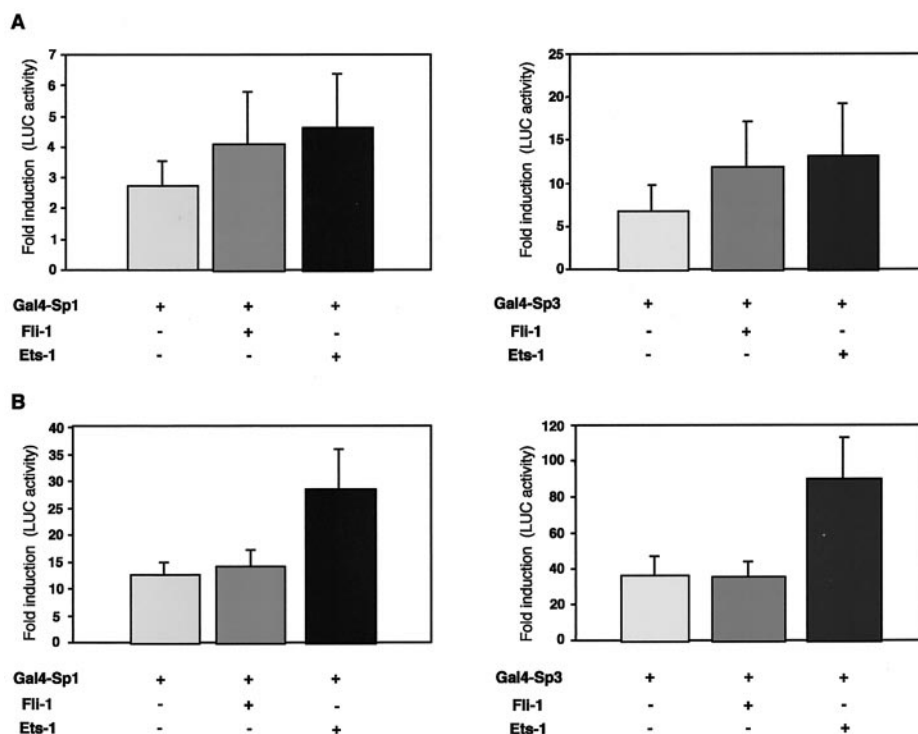 A
Fold induction (LUC activity)
7
6
5
4
3
2
1
0
Gal4-Sp1 + + +
Fli-1 - + -
Ets-1 - - +
Fold induction (LUC activity)
25
20
15
10
5
0
Gal4-Sp3 + + +
Fli-1 - + -
Ets-1 - - +
B
Fold induction (LUC activity)
40
35
30
25
20
15
10
5
0
Gal4-Sp1 + + +
Fli-1 - + -
Ets-1 - - +
Fold induction (LUC activity)
120
100
80
60
40
20
0
Gal4-Sp3 + + +
Fli-1 - + -
Ets-1 - - +